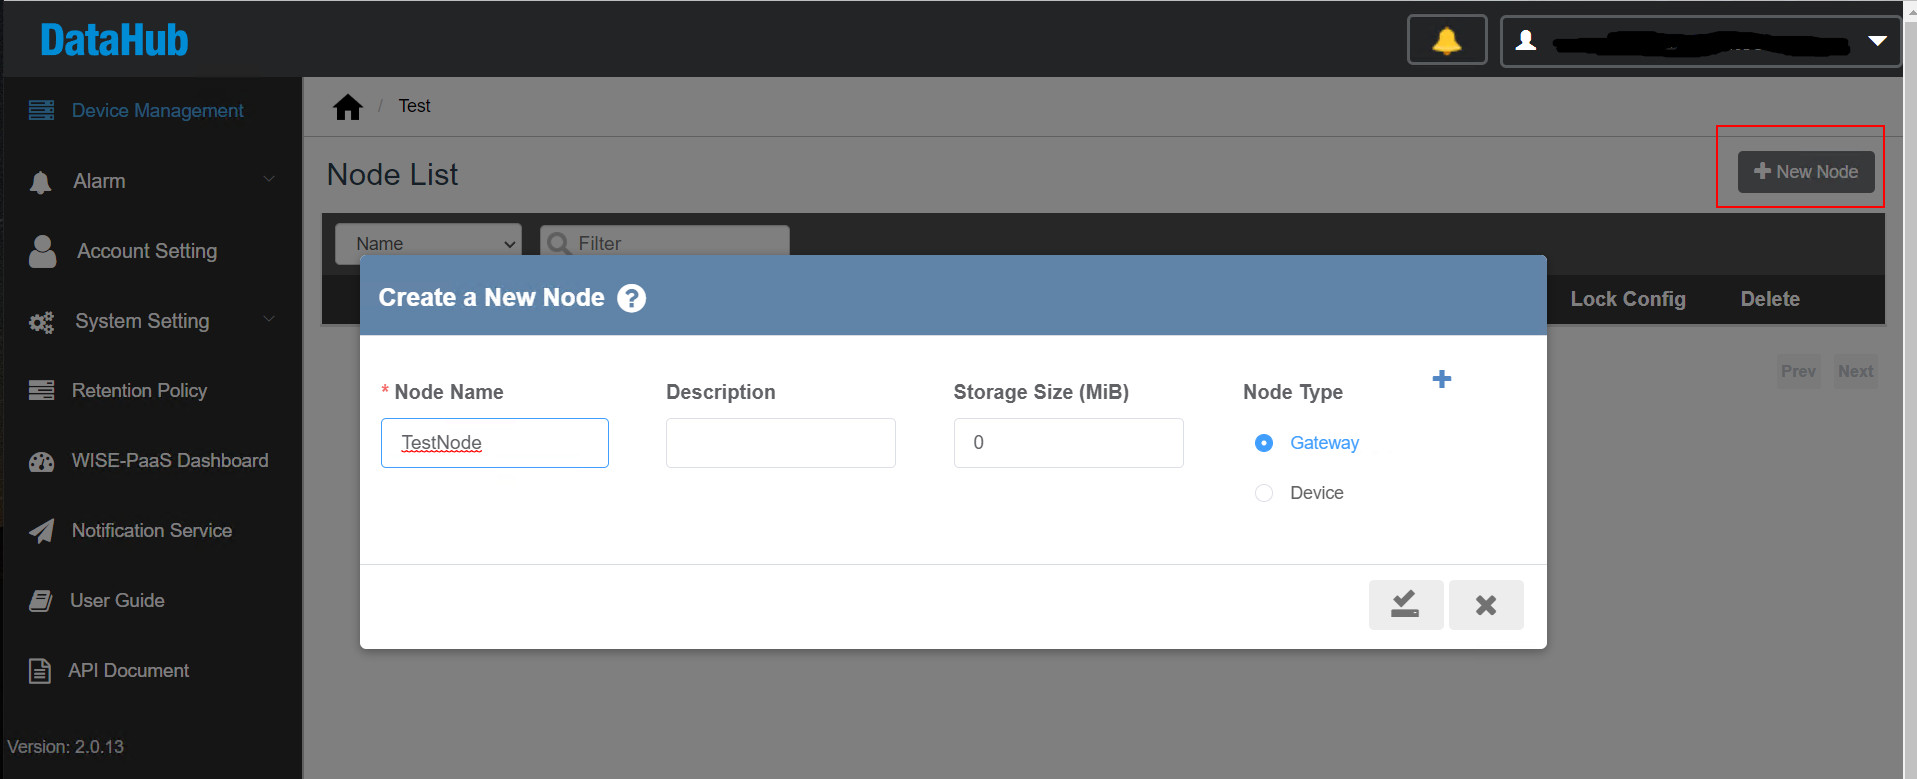 DataHub
Device Management
Alarm
Account Setting
System Setting
Retention Policy
WISE-PaaS Dashboard
Notification Service
User Guide
API Document
Version: 2.0.13
/ Test
Node List
New Node
Name
Filter
Lock Config
Delete
Prev
Next
Create a New Node ?
* Node Name
Description
Storage Size (MiB)
Node Type
TestNode
0
Gateway
Device